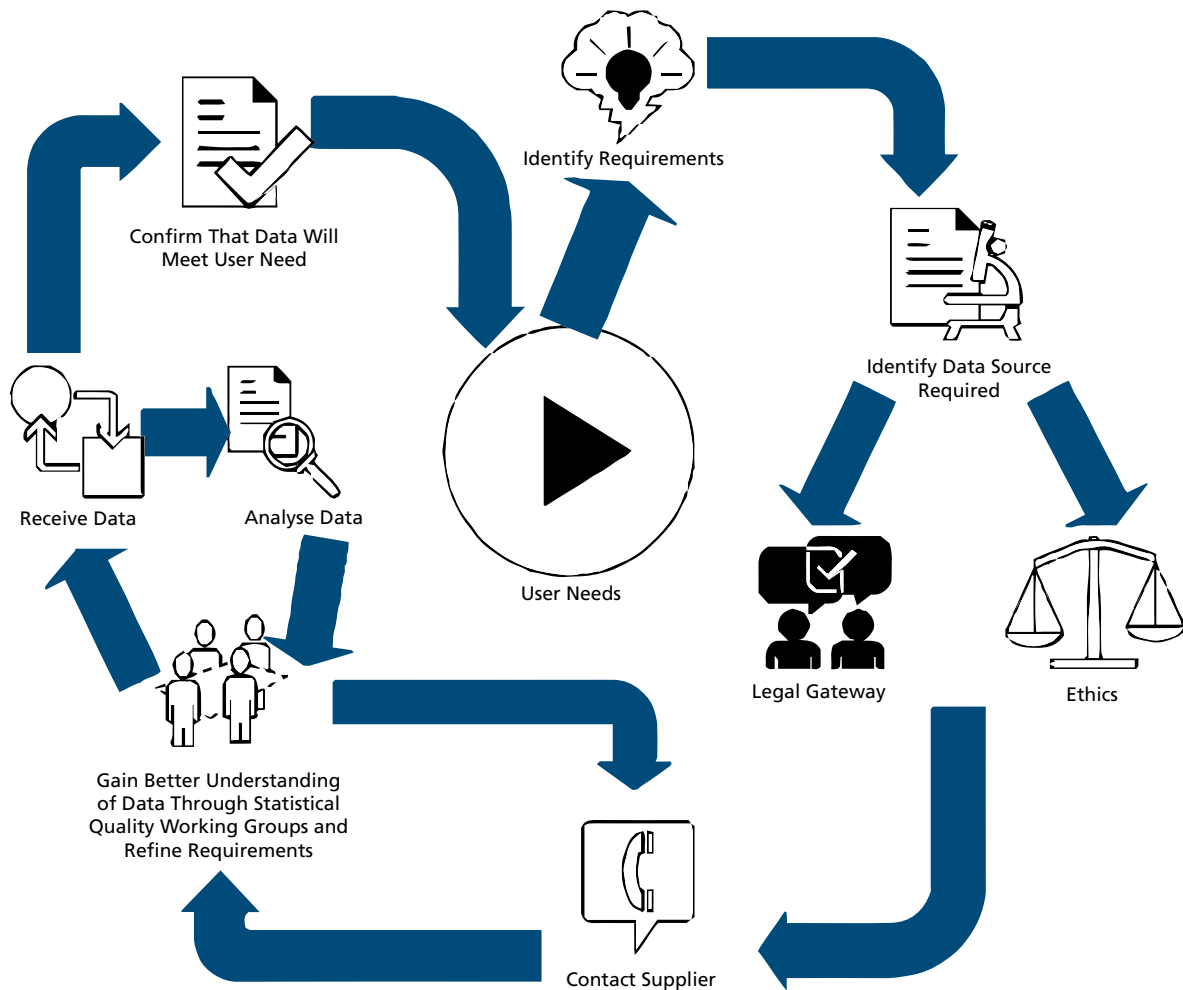 Identify Requirements
Confirm That Data Will
Meet User Need
Identify Data Source
Required
Receive Data
Analyse Data
User Needs
Legal Gateway
Ethics
Gain Better Understanding
of Data Through Statistical
Quality Working Groups and
Refine Requirements
Contact Supplier